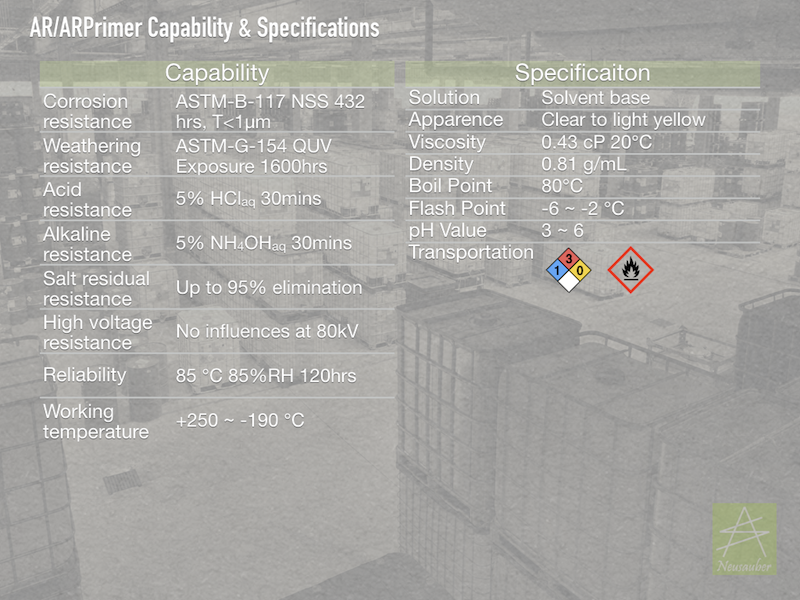 AR/ARPrimer Capability & Specifications
Capability
Corrosion resistance
ASTM-B-117 NSS 432 hrs, T<1μm
Weathering resistance
ASTM-G-154 QUV Exposure 1600hrs
Acid resistance
5% HClaq 30mins
Alkaline resistance
5% NH₄OHaq 30mins
Salt residual resistance
Up to 95% elimination
High voltage resistance
No influences at 80kV
Reliability
85 °C 85%RH 120hrs
Working temperature
+250 ~ -190 °C
Specificaiton
Solution
Solvent base
Apparence
Clear to light yellow
Viscosity
0.43 cP 20°C
Density
0.81 g/mL
Boil Point
80°C
Flash Point
-6 ~ -2 °C
pH Value
3 ~ 6
Transportation
3
1
0
Neusauber